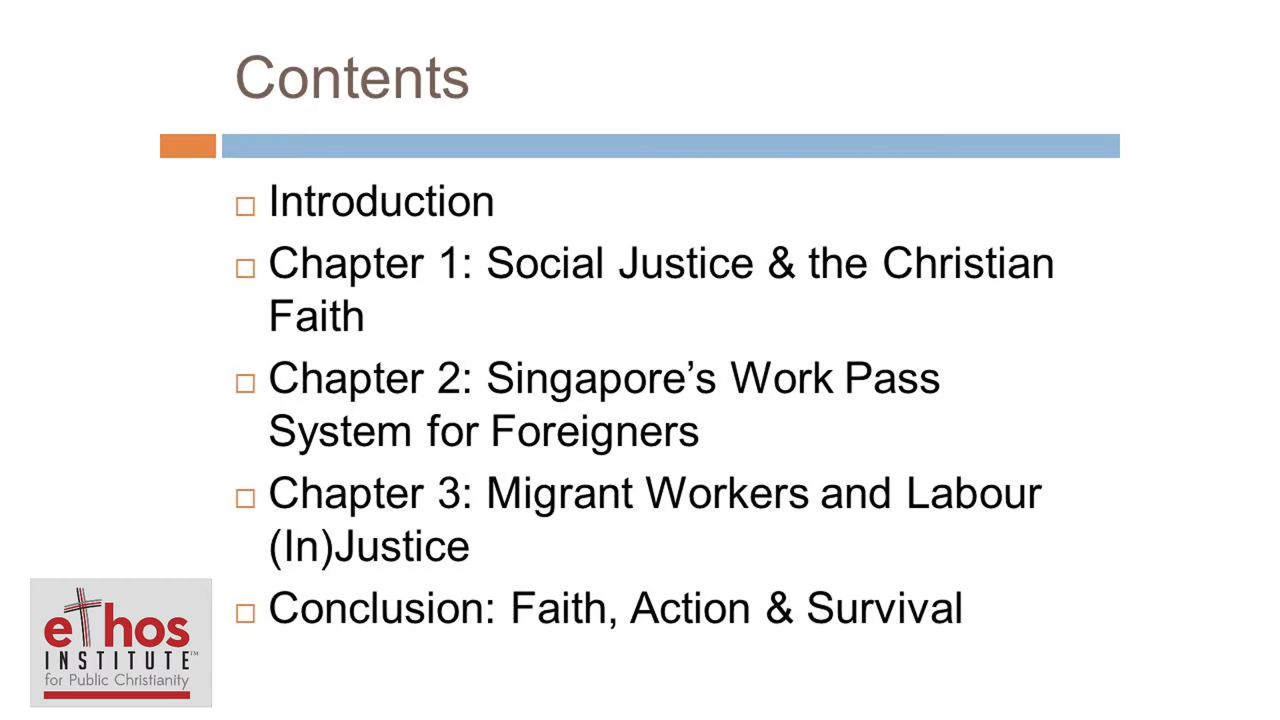 Contents
Introduction
Chapter 1: Social Justice & the Christian
Faith
Chapter 2: Singapore’s Work Pass
System for Foreigners
Chapter 3: Migrant Workers and Labour
(In)Justice
Conclusion: Faith, Action & Survival
ethos
INSTITUTE™
for Public Christianity